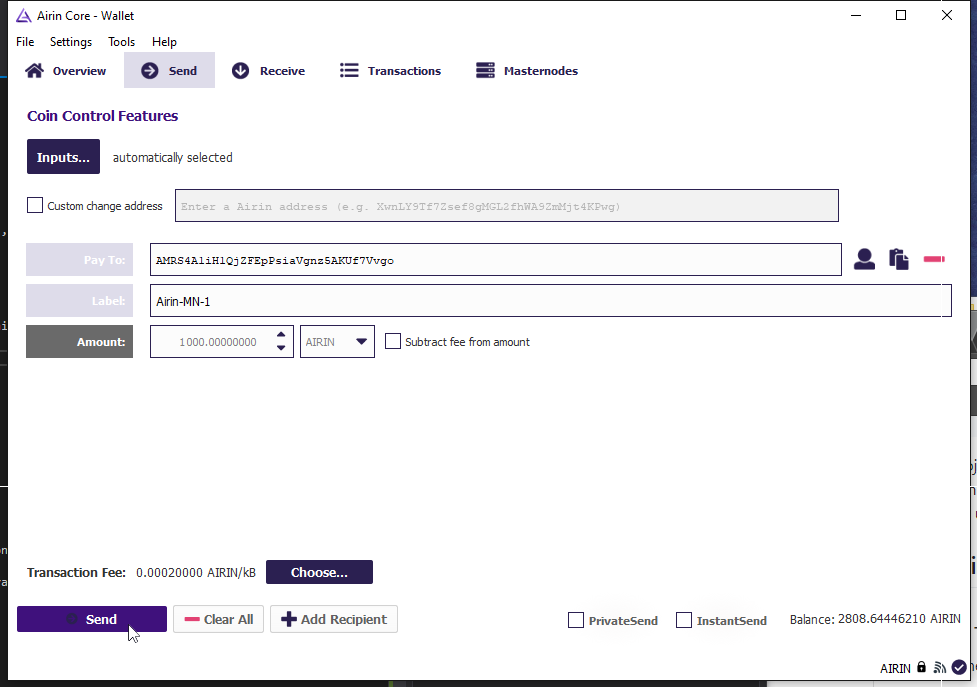 Airin Core - Wallet
File Settings Tools Help
Overview Send Receive Transactions Masternodes
Coin Control Features
Inputs... automatically selected
Custom change address Enter a Airin address (e.g. XwnLY9Tf7Zsef8gMGL2fhWA9ZmMjt4KPwg)
Pay To: AMRS4A1iH1QjZFEpPsiaVgnz5AKUf7Vvgo
Label: Airin-MN-1
Amount: 1000.00000000 AIRIN Subtract fee from amount
Transaction Fee: 0.00020000 AIRIN/kB Choose...
Send Clear All Add Recipient PrivateSend InstantSend Balance: 2808.64446210 AIRIN
AIRIN